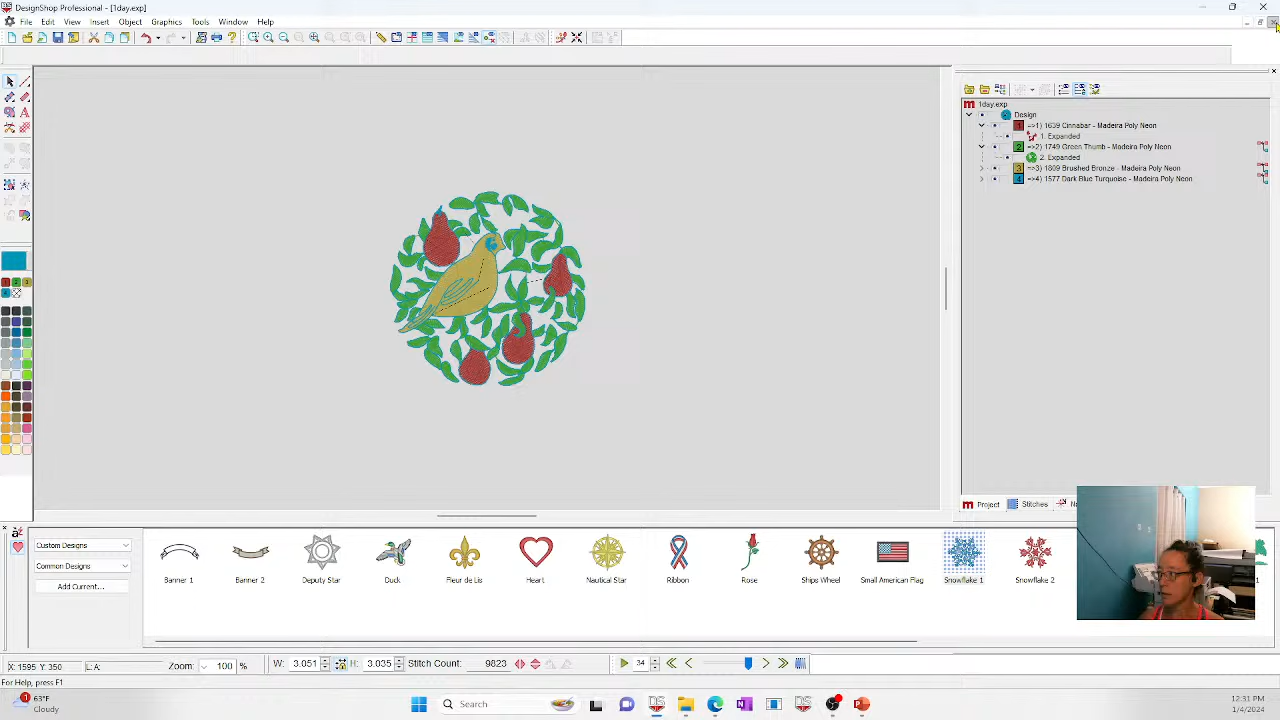 DesignShop Professional - [1day.exp]
File Edit View Insert Object Graphics Tools Window Help
1day.exp
Design
1 =>1) 1639 Cinnabar - Madeira Poly Neon
1. Expanded
2 =>2) 1749 Green Thumb - Madeira Poly Neon
2. Expanded
3 =>3) 1809 Brushed Bronze - Madeira Poly Neon
4 =>4) 1577 Dark Blue Turquoise - Madeira Poly Neon
Project Stitches
Custom Designs
Common Designs
Add Current...
Banner 1 Banner 2 Deputy Star Duck Fleur de Lis Heart Nautical Star Ribbon Rose Ships Wheel Small American Flag Snowflake 1 Snowflake 2
X: 1595 Y: 350 L: A: Zoom: 100 % W: 3.051 H: 3.035 Stitch Count: 9823 34
For Help, press F1
63°F
Cloudy
Search
12:31 PM
1/4/2024